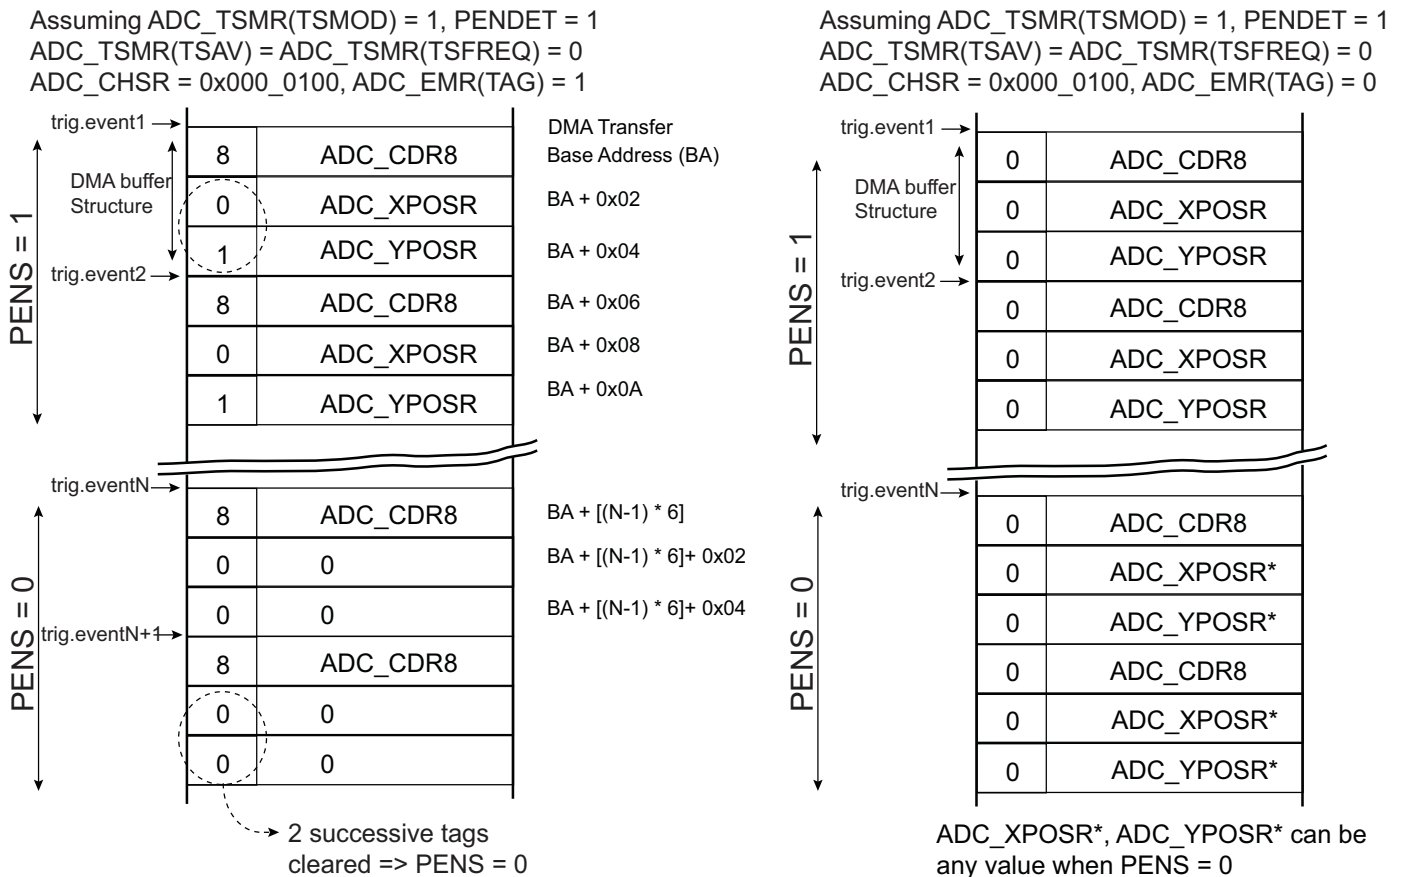 Assuming ADC_TSMR(TSMOD) = 1, PENDET = 1
ADC_TSMR(TSAV) = ADC_TSMR(TSFREQ) = 0
ADC_CHSR = 0x000_0100, ADC_EMR(TAG) = 1
trig.event1
DMA Transfer
8 ADC_CDR8 Base Address (BA)
DMA buffer
Structure
0 ADC_XPOSR BA + 0x02
1 ADC_YPOSR BA + 0x04
PENS = 1
trig.event2
8 ADC_CDR8 BA + 0x06
0 ADC_XPOSR BA + 0x08
1 ADC_YPOSR BA + 0x0A
trig.eventN
8 ADC_CDR8 BA + [(N-1) * 6]
0 0 BA + [(N-1) * 6]+ 0x02
0 0 BA + [(N-1) * 6]+ 0x04
PENS = 0
trig.eventN+1
8 ADC_CDR8
0 0
0 0
2 successive tags
cleared => PENS = 0
Assuming ADC_TSMR(TSMOD) = 1, PENDET = 1
ADC_TSMR(TSAV) = ADC_TSMR(TSFREQ) = 0
ADC_CHSR = 0x000_0100, ADC_EMR(TAG) = 0
trig.event1
0 ADC_CDR8
DMA buffer
Structure
0 ADC_XPOSR
0 ADC_YPOSR
PENS = 1
trig.event2
0 ADC_CDR8
0 ADC_XPOSR
0 ADC_YPOSR
trig.eventN
0 ADC_CDR8
0 ADC_XPOSR*
0 ADC_YPOSR*
PENS = 0
0 ADC_CDR8
0 ADC_XPOSR*
0 ADC_YPOSR*
ADC_XPOSR*, ADC_YPOSR* can be
any value when PENS = 0